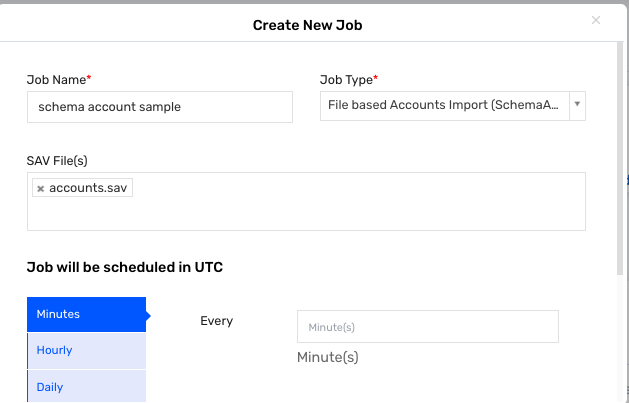 Create New Job
×
Job Name*
Job Type*
schema account sample
File based Accounts Import (SchemaA...
SAV File(s)
× accounts.sav
Job will be scheduled in UTC
Minutes
Every
Minute(s)
Minute(s)
Hourly
Daily